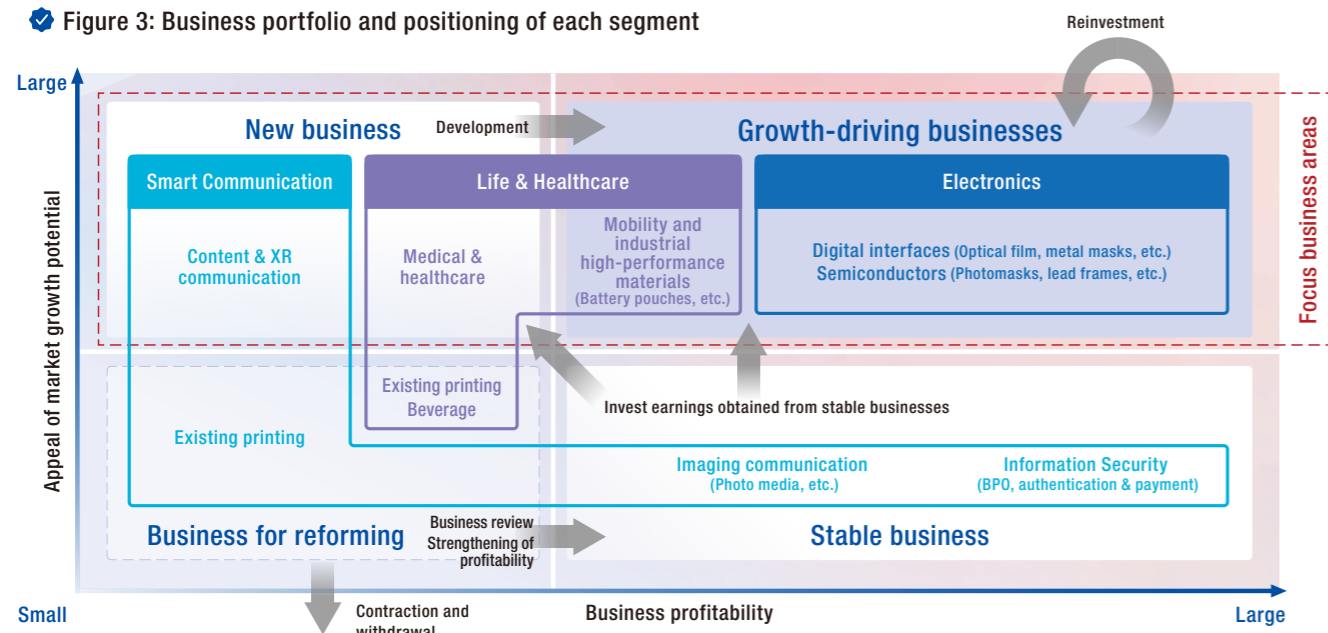 Figure 3: Business portfolio and positioning of each segment
Reinvestment
Large
New business
Development
Growth-driving businesses
Smart Communication
Life & Healthcare
Electronics
Content & XR
communication
Medical &
healthcare
Mobility and
industrial
high-performance
materials
(Battery pouches, etc.)
Digital interfaces (Optical film, metal masks, etc.)
Semiconductors (Photomasks, lead frames, etc.)
Focus business areas
Appeal of market growth potential
Existing printing
Beverage
Invest earnings obtained from stable businesses
Existing printing
Imaging communication
(Photo media, etc.)
Information Security
(BPO, authentication & payment)
Business for reforming
Business review
Strengthening of
profitability
Stable business
Small
Contraction and
withdrawal
Business profitability
Large